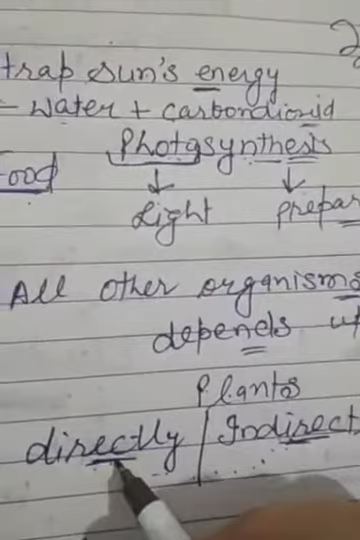 trap Sun's energy
- water + carbondioxid
Photosynthesis
Food
Light prepar
All other organisms
depends
Plants
directly / Indirect